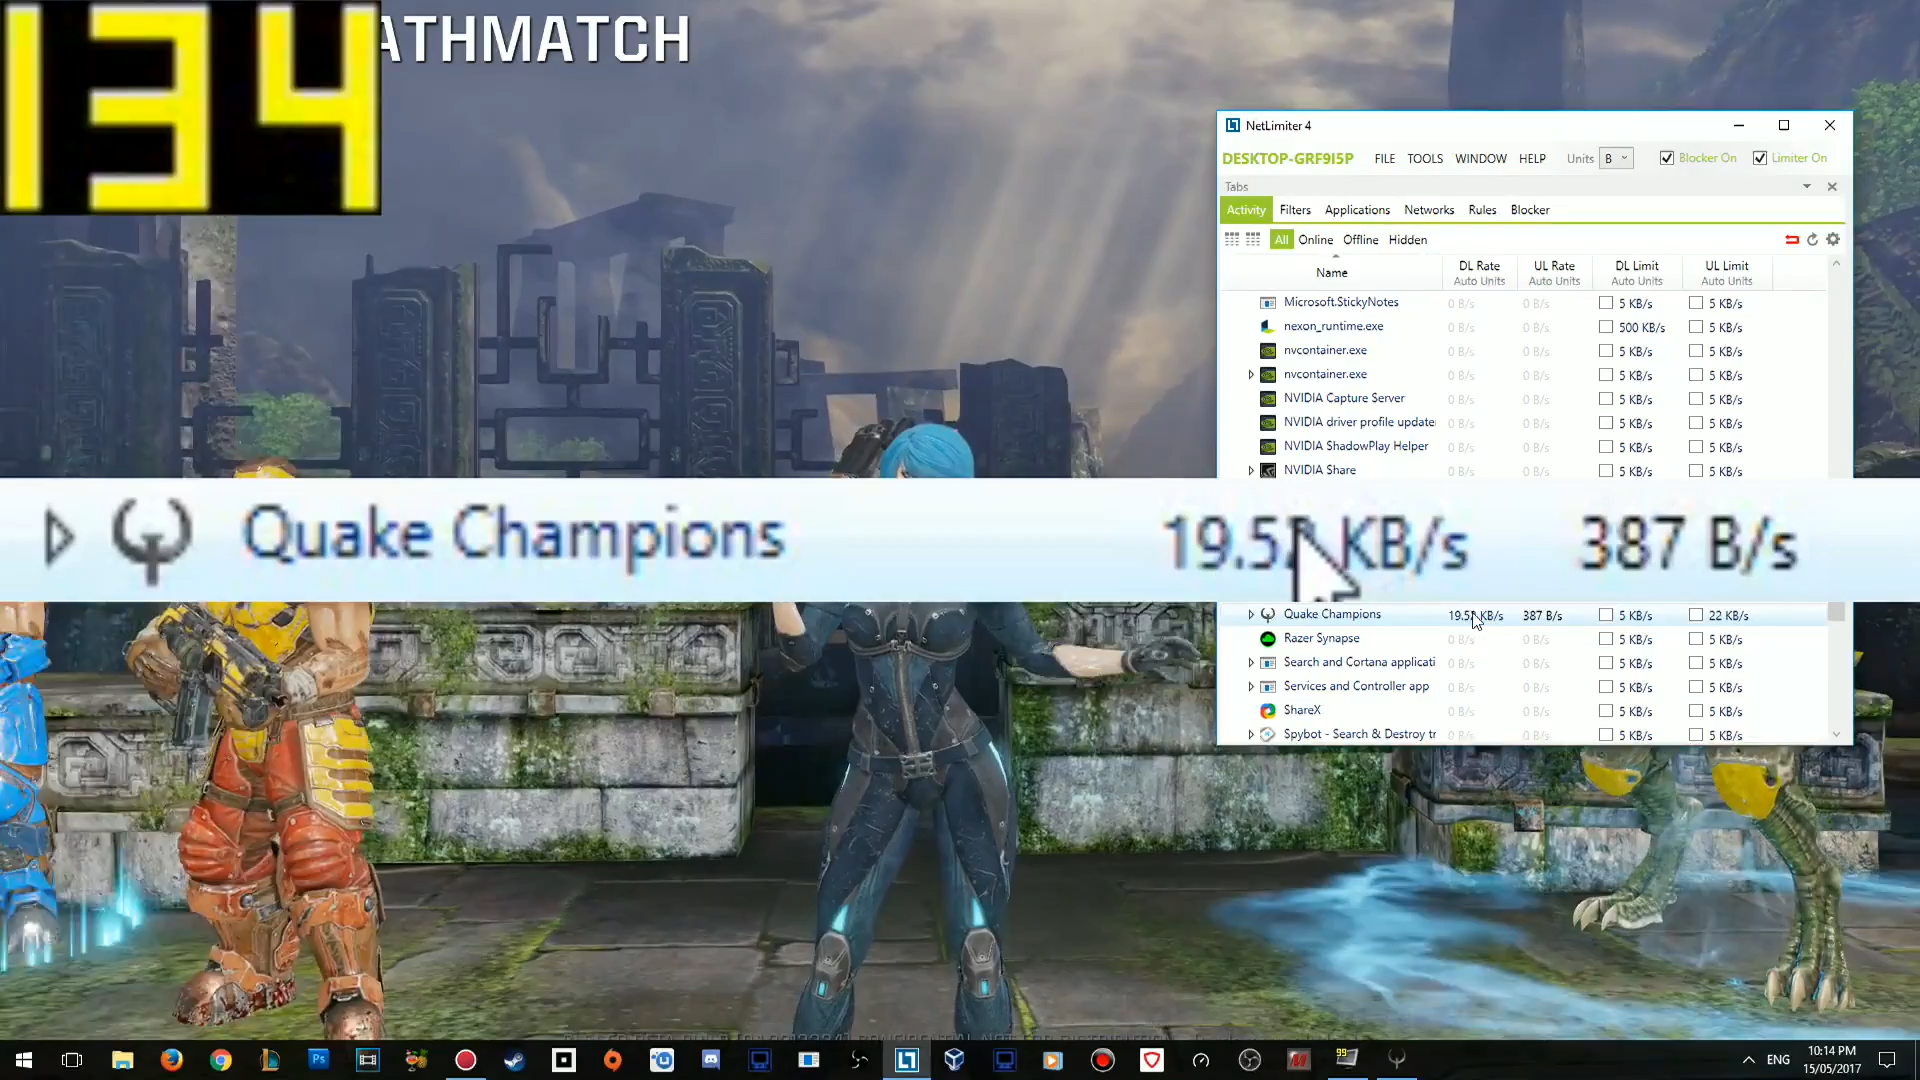 134
ATHMATCH
NetLimiter 4
DESKTOP-GRF9I5P FILE TOOLS WINDOW HELP Units B Blocker On Limiter On
Tabs
Activity Filters Applications Networks Rules Blocker
All Online Offline Hidden
Name DL Rate UL Rate DL Limit UL Limit
Auto Units Auto Units Auto Units Auto Units
Microsoft.StickyNotes 0 B/s 0 B/s 5 KB/s 5 KB/s
nexon_runtime.exe 0 B/s 0 B/s 500 KB/s 5 KB/s
nvcontainer.exe 0 B/s 0 B/s 5 KB/s 5 KB/s
nvcontainer.exe 0 B/s 0 B/s 5 KB/s 5 KB/s
NVIDIA Capture Server 0 B/s 0 B/s 5 KB/s 5 KB/s
NVIDIA driver profile update 0 B/s 0 B/s 5 KB/s 5 KB/s
NVIDIA ShadowPlay Helper 0 B/s 0 B/s 5 KB/s 5 KB/s
NVIDIA Share 0 B/s 0 B/s 5 KB/s 5 KB/s
Quake Champions KB/s 387 B/s
Quake Champions KB/s 387 B/s 5 KB/s 22 KB/s
Razer Synapse 0 B/s 0 B/s 5 KB/s 5 KB/s
Search and Cortana applicati 0 B/s 0 B/s 5 KB/s 5 KB/s
Services and Controller app 0 B/s 0 B/s 5 KB/s 5 KB/s
ShareX 0 B/s 0 B/s 5 KB/s 5 KB/s
Spybot - Search & Destroy tr 0 B/s 0 B/s 5 KB/s 5 KB/s
Ps
99
ENG
10:14 PM
15/05/2017